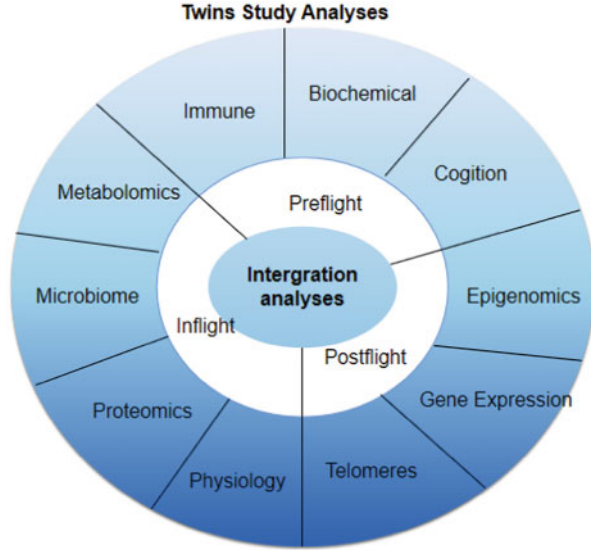 Twins Study Analyses
Biochemical
Immune
Cogition
Metabolomics
Preflight
Intergration
analyses
Microbiome
Epigenomics
Inflight
Postflight
Gene Expression
Proteomics
Physiology
Telomeres